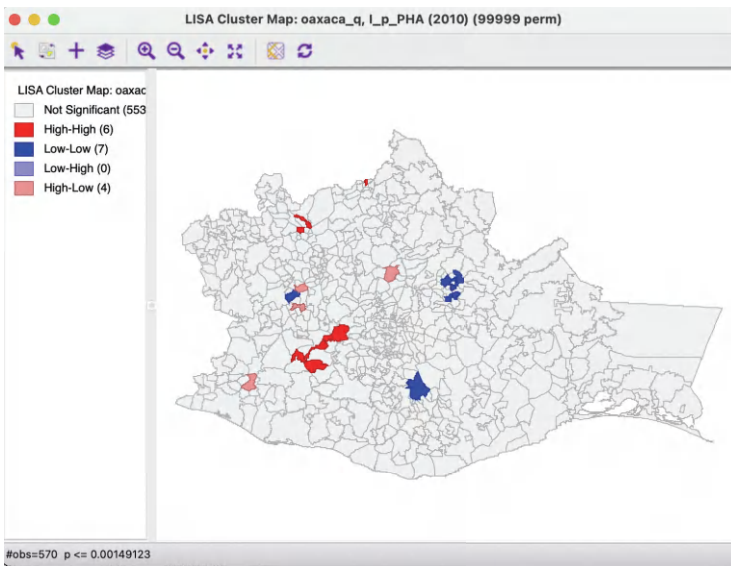 LISA Cluster Map: oaxaca_q, I_p_PHA (2010) (99999 perm)
LISA Cluster Map: oaxac
Not Significant (553
High-High (6)
Low-Low (7)
Low-High (0)
High-Low (4)
#obs=570 p <= 0.00149123